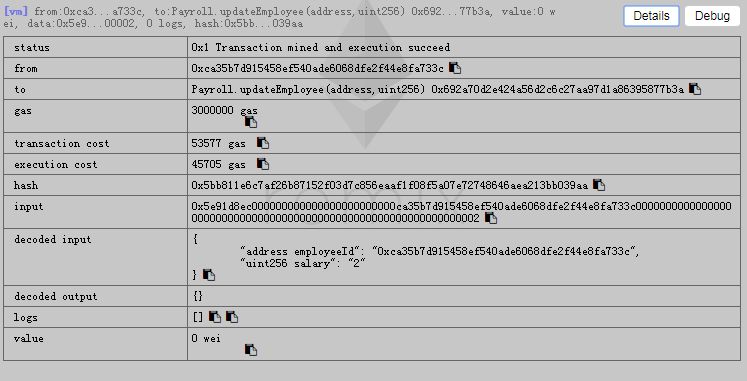 [vm] from:0xca3...a733c, to:Payroll.updateEmployee(address,uint256) 0x692...77b3a, value:0 w
ei, data:0x5e9...00002, 0 logs, hash:0x5bb...039aa
Details
Debug
status 0x1 Transaction mined and execution succeed
from 0xca35b7d915458ef540ade6068dfe2f44e8fa733c
to Payroll.updateEmployee(address,uint256) 0x692a70d2e424a56d2c6c27aa97d1a86395877b3a
gas 3000000 gas
transaction cost 53577 gas
execution cost 45705 gas
hash 0x5bb811e6c7af26b87152f03d7c856eaaf1f08f5a07e72748646aea213bb039aa
input 0x5e91d8ec000000000000000000000000ca35b7d915458ef540ade6068dfe2f44e8fa733c0000000000000000
000000000000000000000000000000000000000000000002
decoded input {
"address employeeId": "0xca35b7d915458ef540ade6068dfe2f44e8fa733c",
"uint256 salary": "2"
}
decoded output {}
logs []
value 0 wei